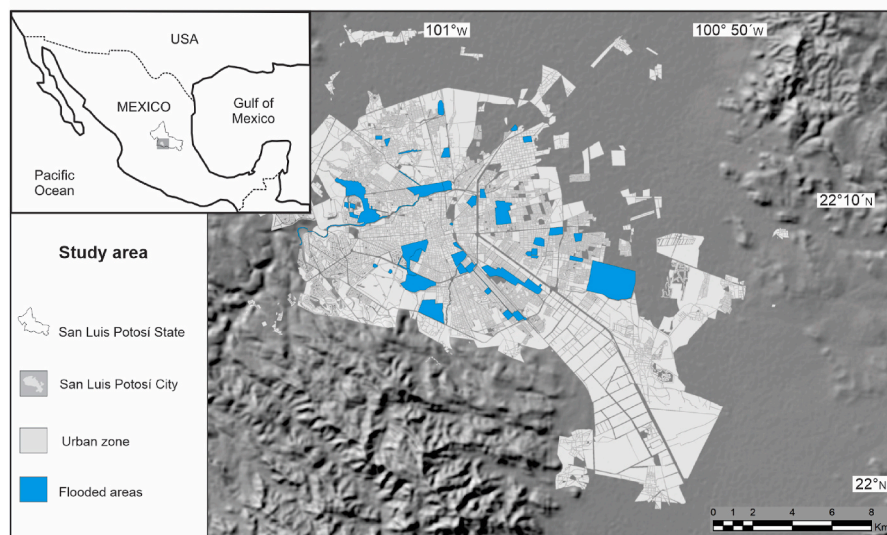 USA
MEXICO
Gulf of
Mexico
Pacific
Ocean
101°W
100° 50´W
22°10´N
22°N
Study area
San Luis Potosí State
San Luis Potosí City
Urban zone
Flooded areas
0 1 2 4 6 8
Km